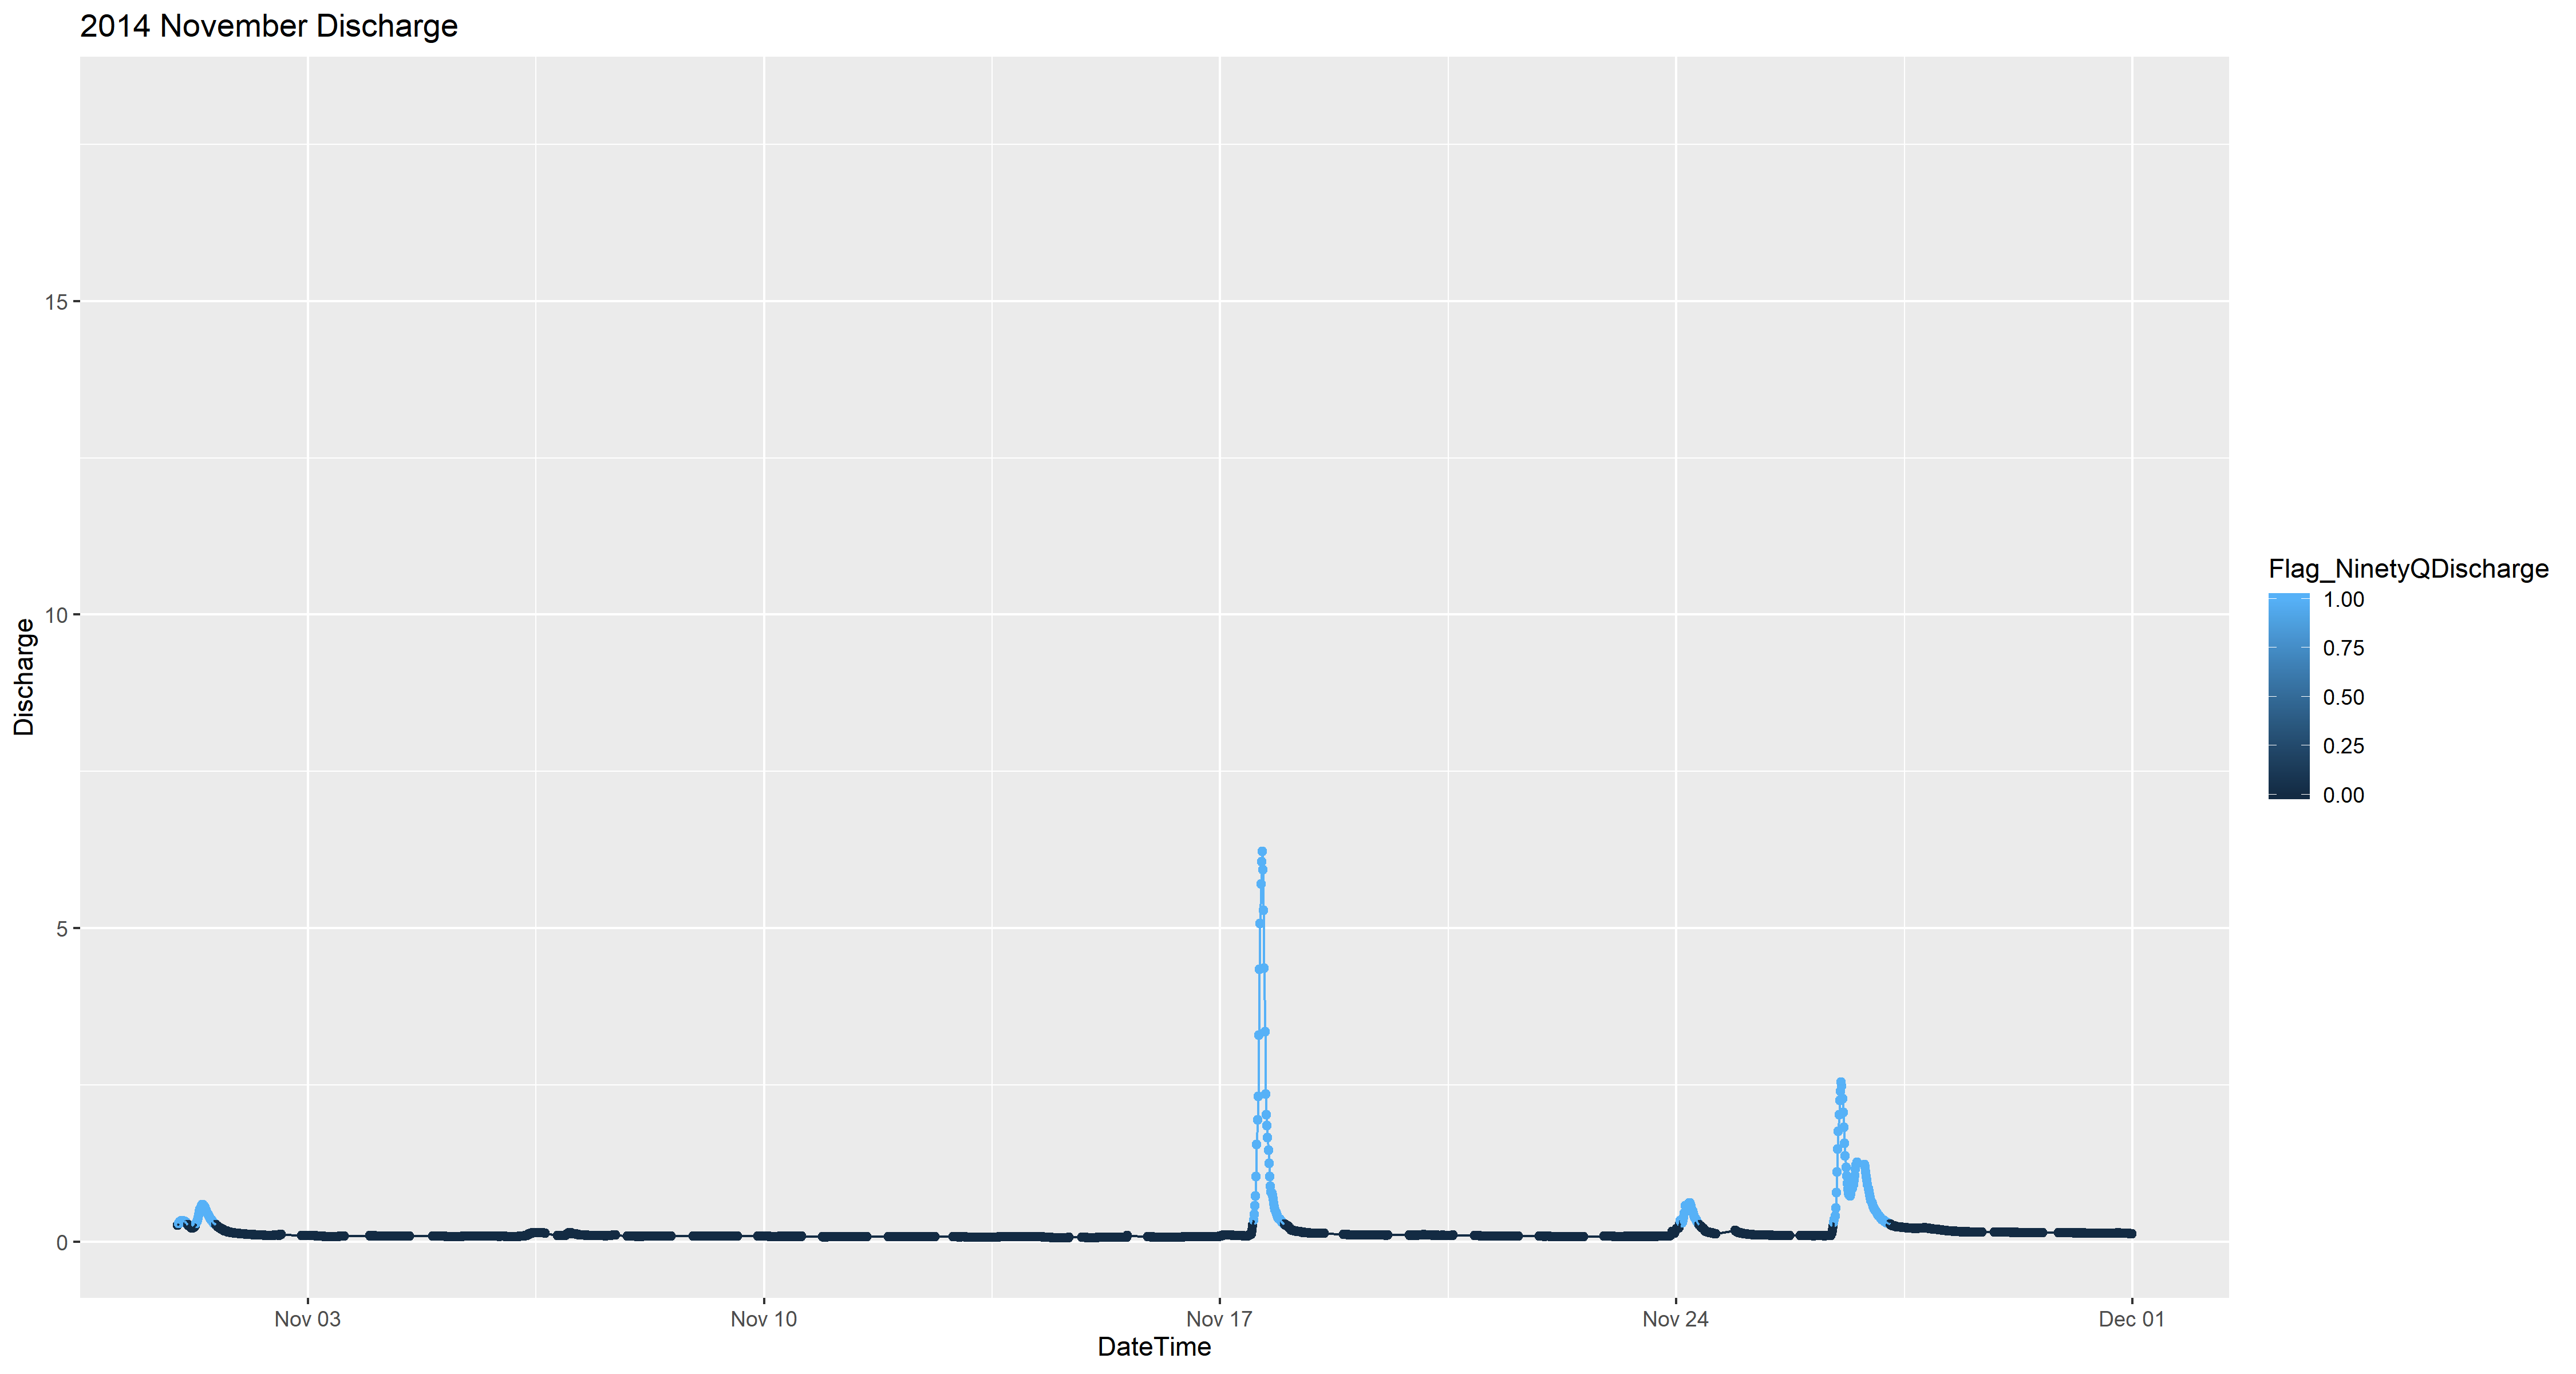 2014 November Discharge
15
10
5
0
Discharge
Nov 03
Nov 10
Nov 17
Nov 24
Dec 01
DateTime
Flag_NinetyQDischarge
1.00
0.75
0.50
0.25
0.00